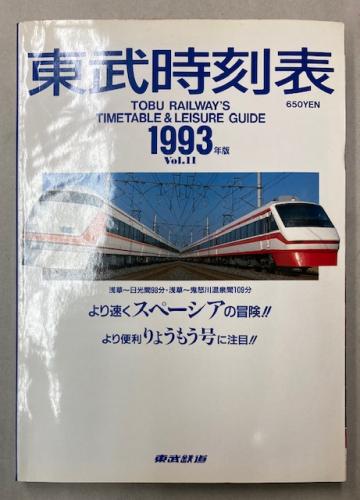 東武時刻表
650YEN
TOBU RAILWAY'S
TIMETABLE & LEISURE GUIDE
1993年版
Vol.11
浅草〜日光間98分・浅草〜鬼怒川温泉間109分
より速くスペーシアの冒険!!
より便利りょうもう号に注目!!
東武鉄道